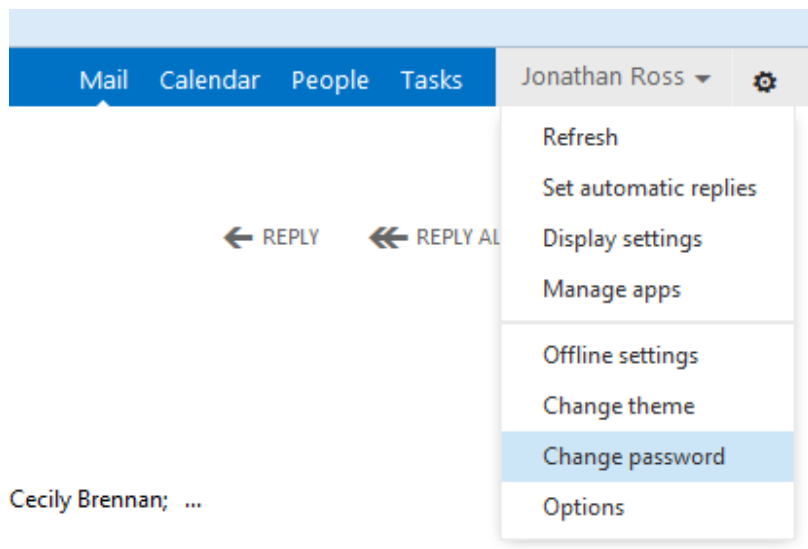 Mail Calendar People Tasks Jonathan Ross
Refresh
Set automatic replies
REPLY REPLY AL Display settings
Manage apps
Offline settings
Change theme
Change password
Cecily Brennan; ... Options